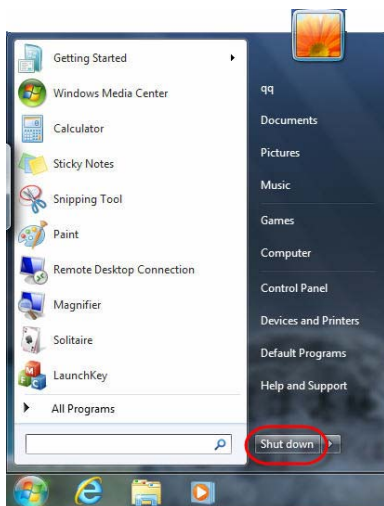 Getting Started
Windows Media Center
Calculator
Sticky Notes
Snipping Tool
Paint
Remote Desktop Connection
Magnifier
Solitaire
LaunchKey
All Programs
qq
Documents
Pictures
Music
Games
Computer
Control Panel
Devices and Printers
Default Programs
Help and Support
Shut down